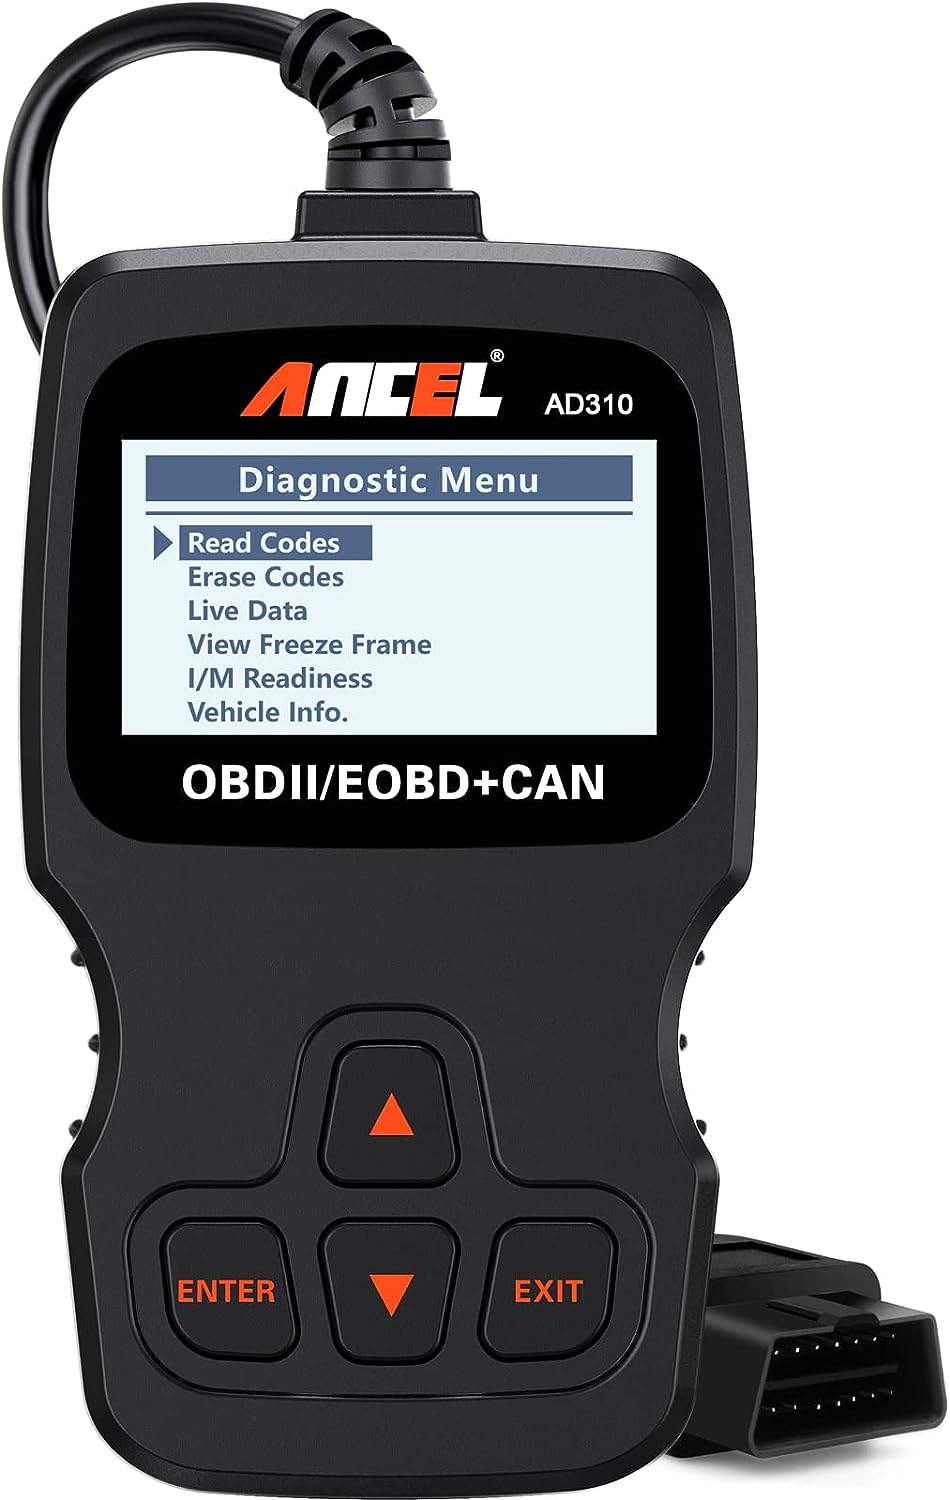 ANCEL®
AD310
Diagnostic Menu
Read Codes
Erase Codes
Live Data
View Freeze Frame
I/M Readiness
Vehicle Info.
OBDII/EOBD+CAN
ENTER
EXIT